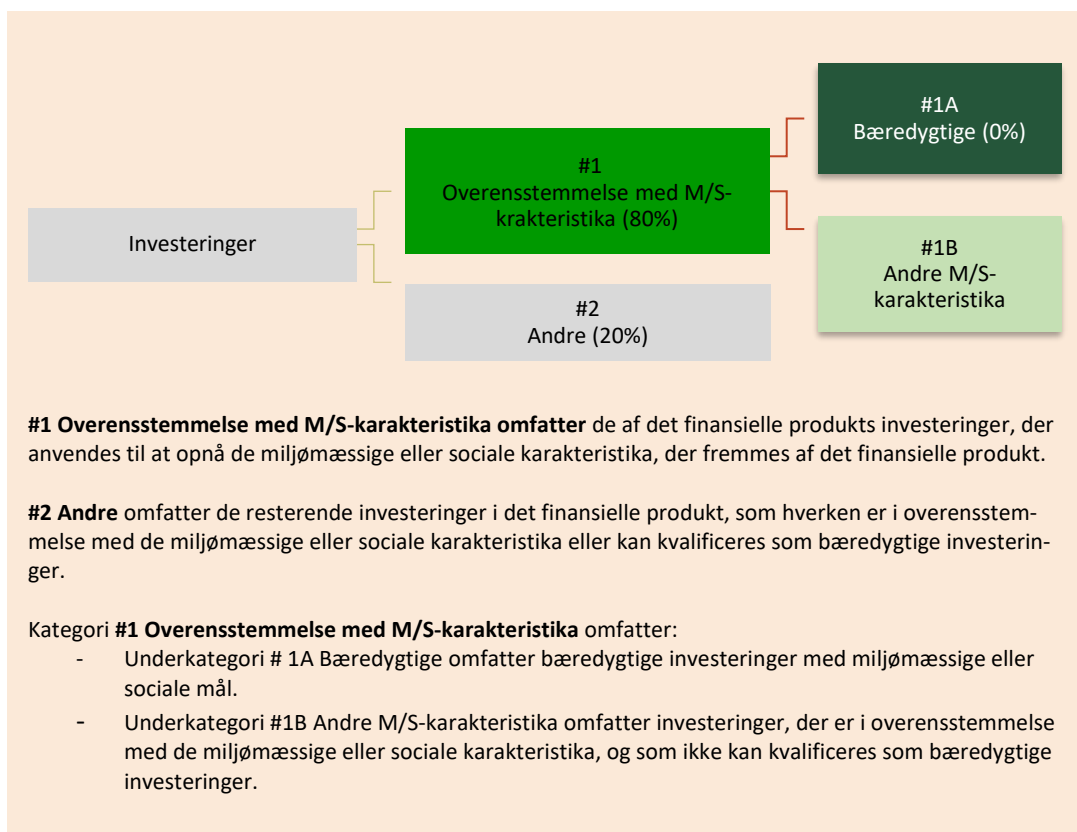 #1A
Bæredygtige (0%)
#1
Overensstemmelse med M/S-
krakteristika (80%)
Investeringer
#1B
Andre M/S-
karakteristika
#2
Andre (20%)
#1 Overensstemmelse med M/S-karakteristika omfatter de af det finansielle produkts investeringer, der
anvendes til at opnå de miljømæssige eller sociale karakteristika, der fremmes af det finansielle produkt.
#2 Andre omfatter de resterende investeringer i det finansielle produkt, som hverken er i overensstem-
melse med de miljømæssige eller sociale karakteristika eller kan kvalificeres som bæredygtige investerin-
ger.
Kategori #1 Overensstemmelse med M/S-karakteristika omfatter:
- Underkategori # 1A Bæredygtige omfatter bæredygtige investeringer med miljømæssige eller
sociale mål.
- Underkategori #1B Andre M/S-karakteristika omfatter investeringer, der er i overensstemmelse
med de miljømæssige eller sociale karakteristika, og som ikke kan kvalificeres som bæredygtige
investeringer.